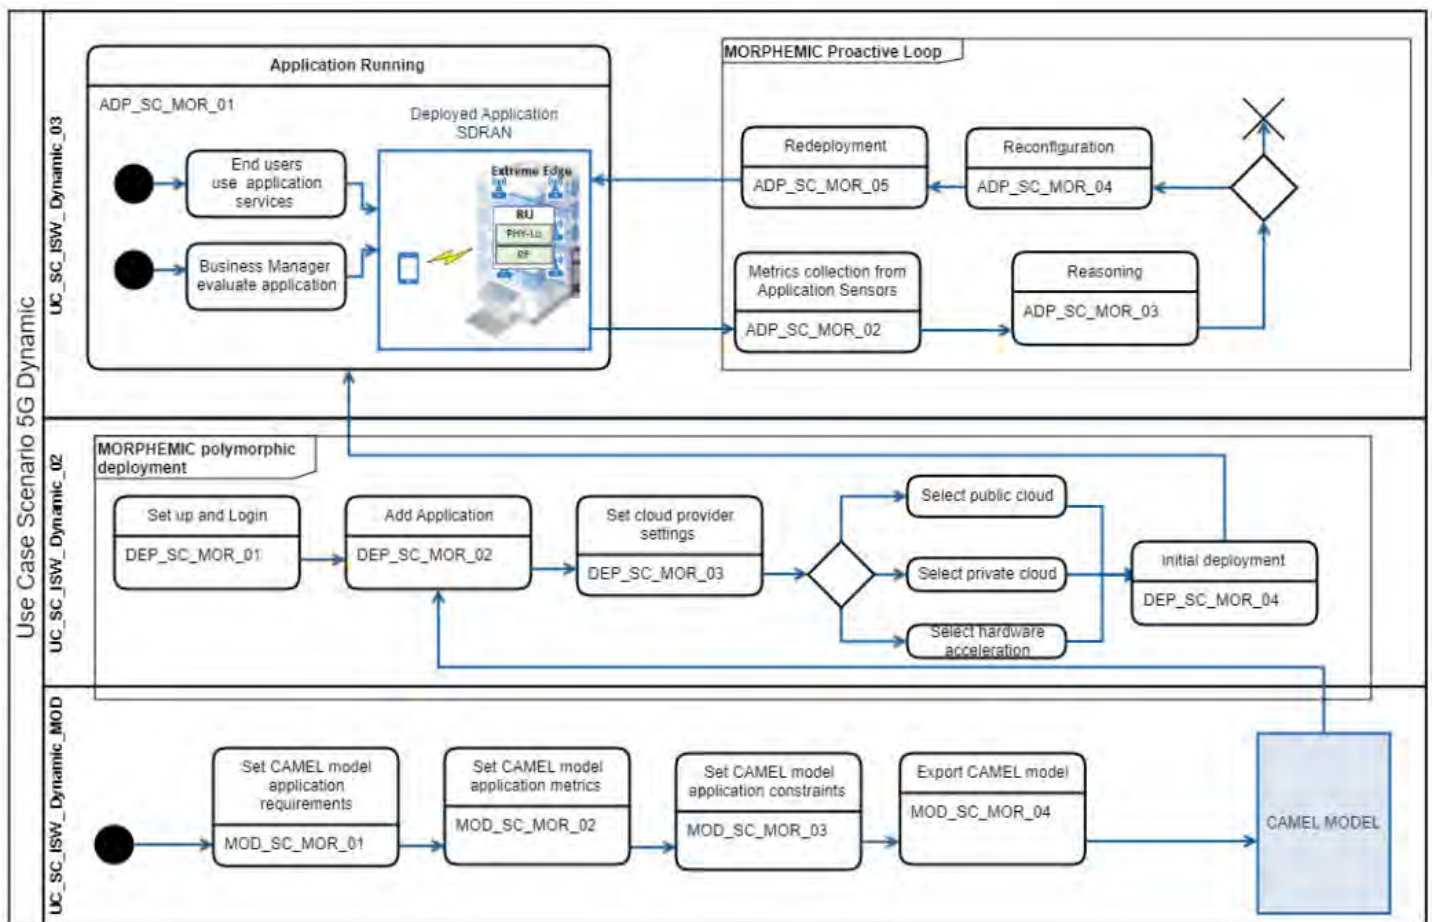 Use Case Scenario 5G Dynamic
UC_SC_ISW_Dynamic_03
Application Running
ADP_SC_MOR_01
End users
use application
services
Business Manager
evaluate application
Deployed Application
SDRAN
Extreme Edge
RU
PHY-Lo
RF
MORPHEMIC Proactive Loop
Redeployment
ADP_SC_MOR_05
Reconfiguration
ADP_SC_MOR_04
Metrics collection from
Application Sensors
ADP_SC_MOR_02
Reasoning
ADP_SC_MOR_03
UC_SC_ISW_Dynamic_02
MORPHEMIC polymorphic
deployment
Set up and Login
DEP_SC_MOR_01
Add Application
DEP_SC_MOR_02
Set cloud provider
settings
DEP_SC_MOR_03
Select public cloud
Select private cloud
Select hardware
acceleration
Initial deployment
DEP_SC_MOR_04
UC_SC_ISW_Dynamic_MOD
Set CAMEL model
application
requirements
MOD_SC_MOR_01
Set CAMEL model
application metrics
MOD_SC_MOR_02
Set CAMEL model
application constraints
MOD_SC_MOR_03
Export CAMEL model
MOD_SC_MOR_04
CAMEL MODEL